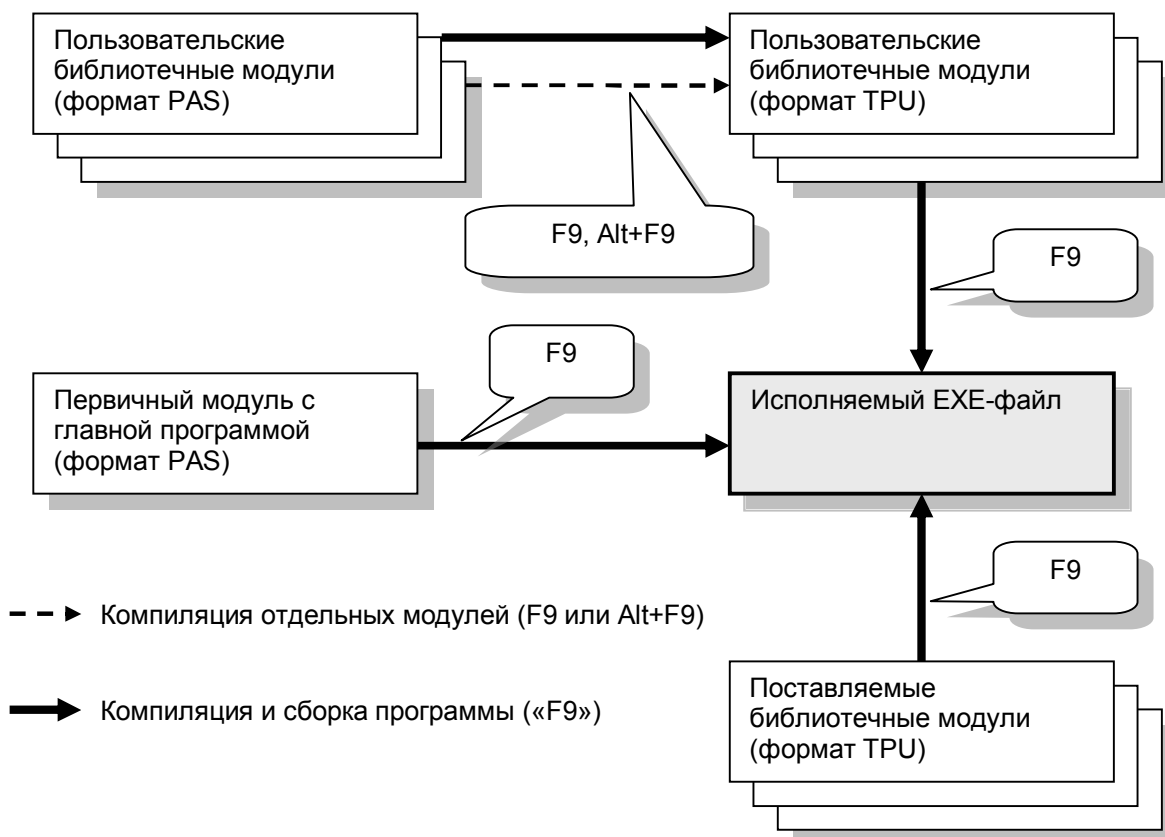 Пользовательские
библиотечные модули
(формат PAS)
Пользовательские
библиотечные модули
(формат TPU)
F9, Alt+F9
F9
F9
Первичный модуль с
главной программой
(формат PAS)
Исполняемый EXE-файл
F9
Компиляция отдельных модулей (F9 или Alt+F9)
Компиляция и сборка программы («F9»)
Поставляемые
библиотечные модули
(формат TPU)